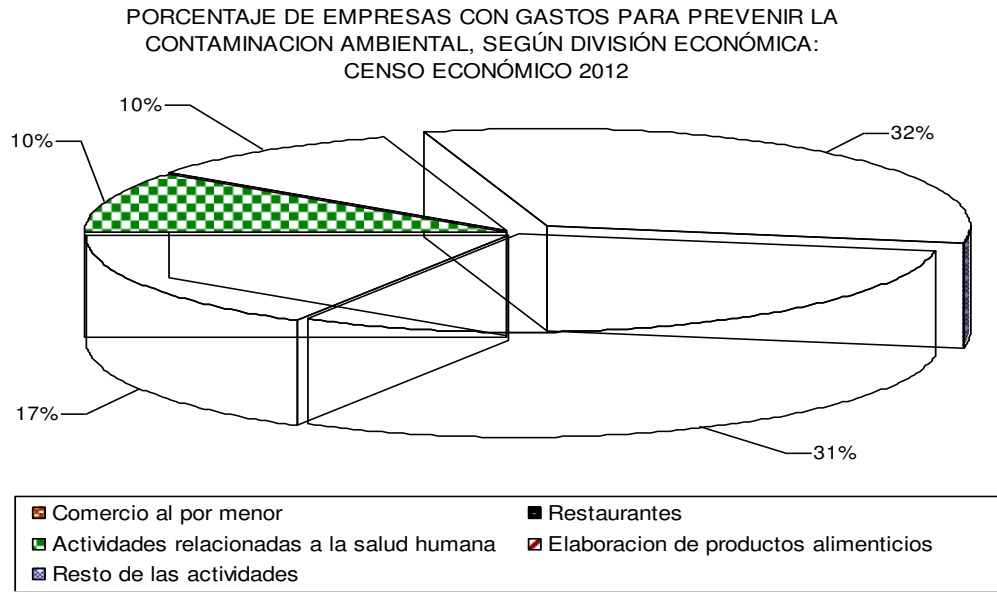 PORCENTAJE DE EMPRESAS CON GASTOS PARA PREVENIR LA
CONTAMINACION AMBIENTAL, SEGÚN DIVISIÓN ECONÓMICA:
CENSO ECONÓMICO 2012
10%
32%
10%
17%
31%
Comercio al por menor
Restaurantes
Actividades relacionadas a la salud humana
Elaboracion de productos alimenticios
Resto de las actividades